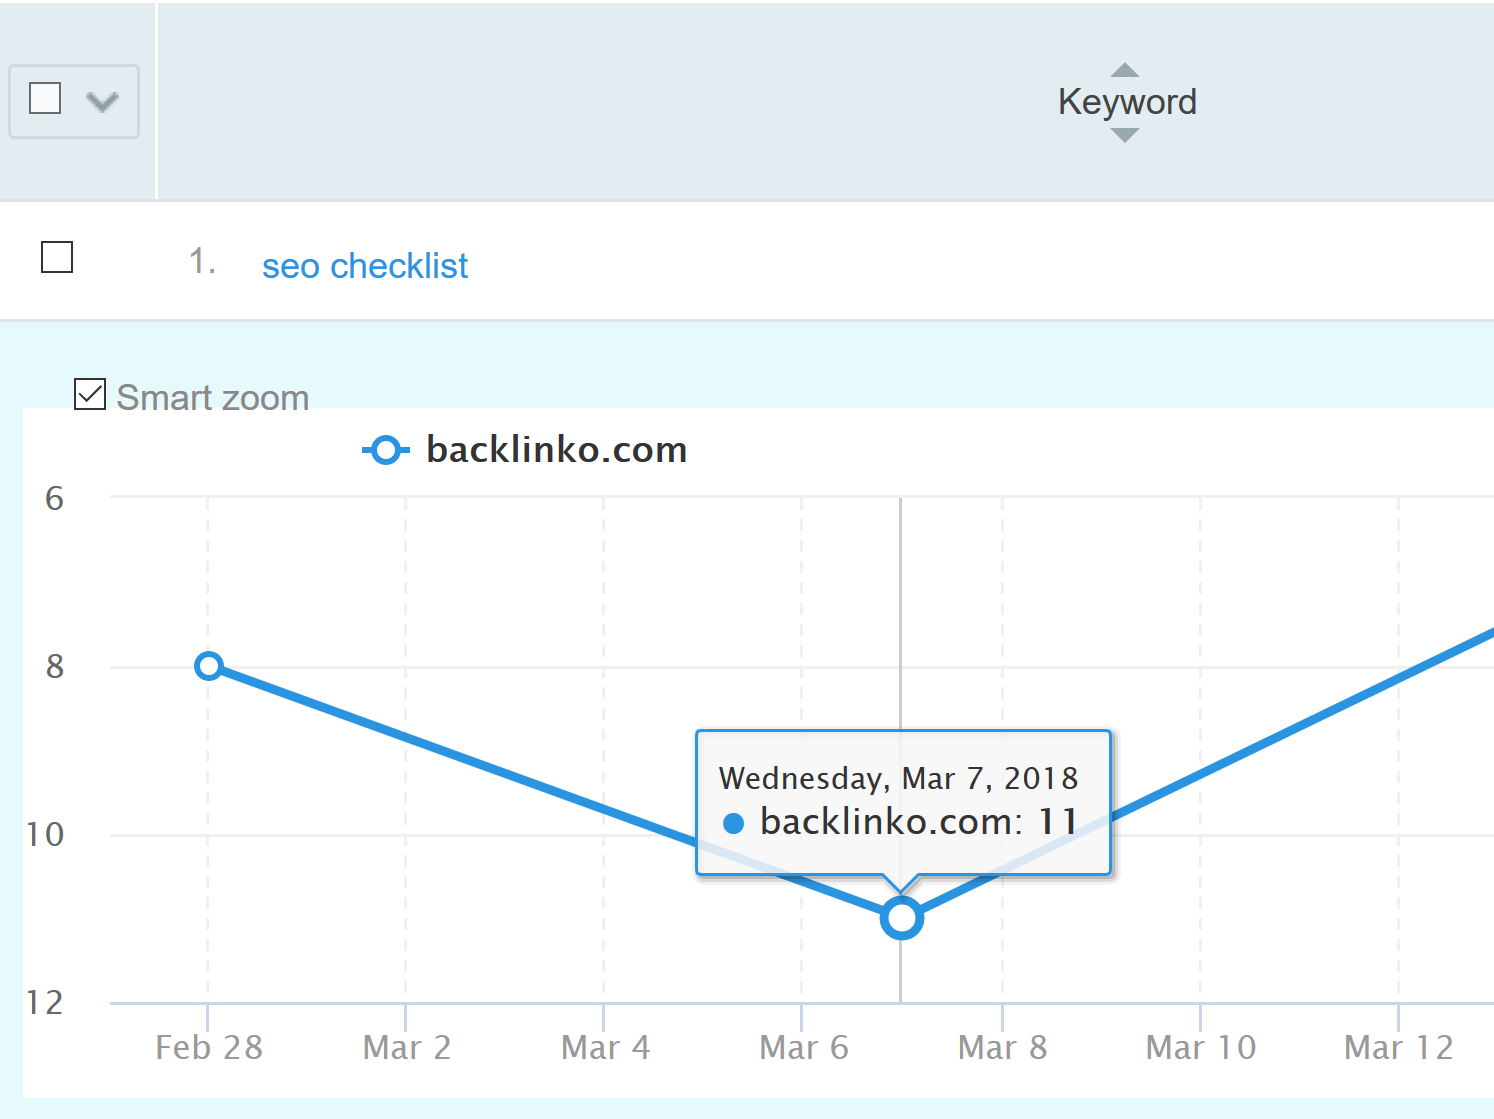 Keyword
1. seo checklist
Smart zoom
backlinko.com
6
8
10
12
Wednesday, Mar 7, 2018
backlinko.com: 11
Feb 28 Mar 2 Mar 4 Mar 6 Mar 8 Mar 10 Mar 12